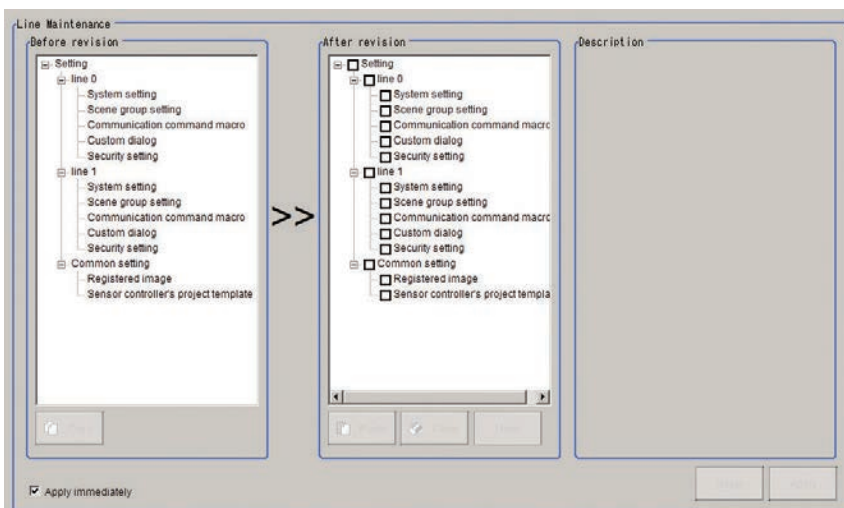 Line Maintenance
Before revision
Setting
line 0
System setting
Scene group setting
Communication command macro
Custom dialog
Security setting
line 1
System setting
Scene group setting
Communication command macro
Custom dialog
Security setting
Common setting
Registered image
Sensor controller's project template
>>
After revision
Setting
line 0
System setting
Scene group setting
Communication command macrc
Custom dialog
Security setting
line 1
System setting
Scene group setting
Communication command macrc
Custom dialog
Security setting
Common setting
Registered image
Sensor controller's project templa
Description
Apply immediately